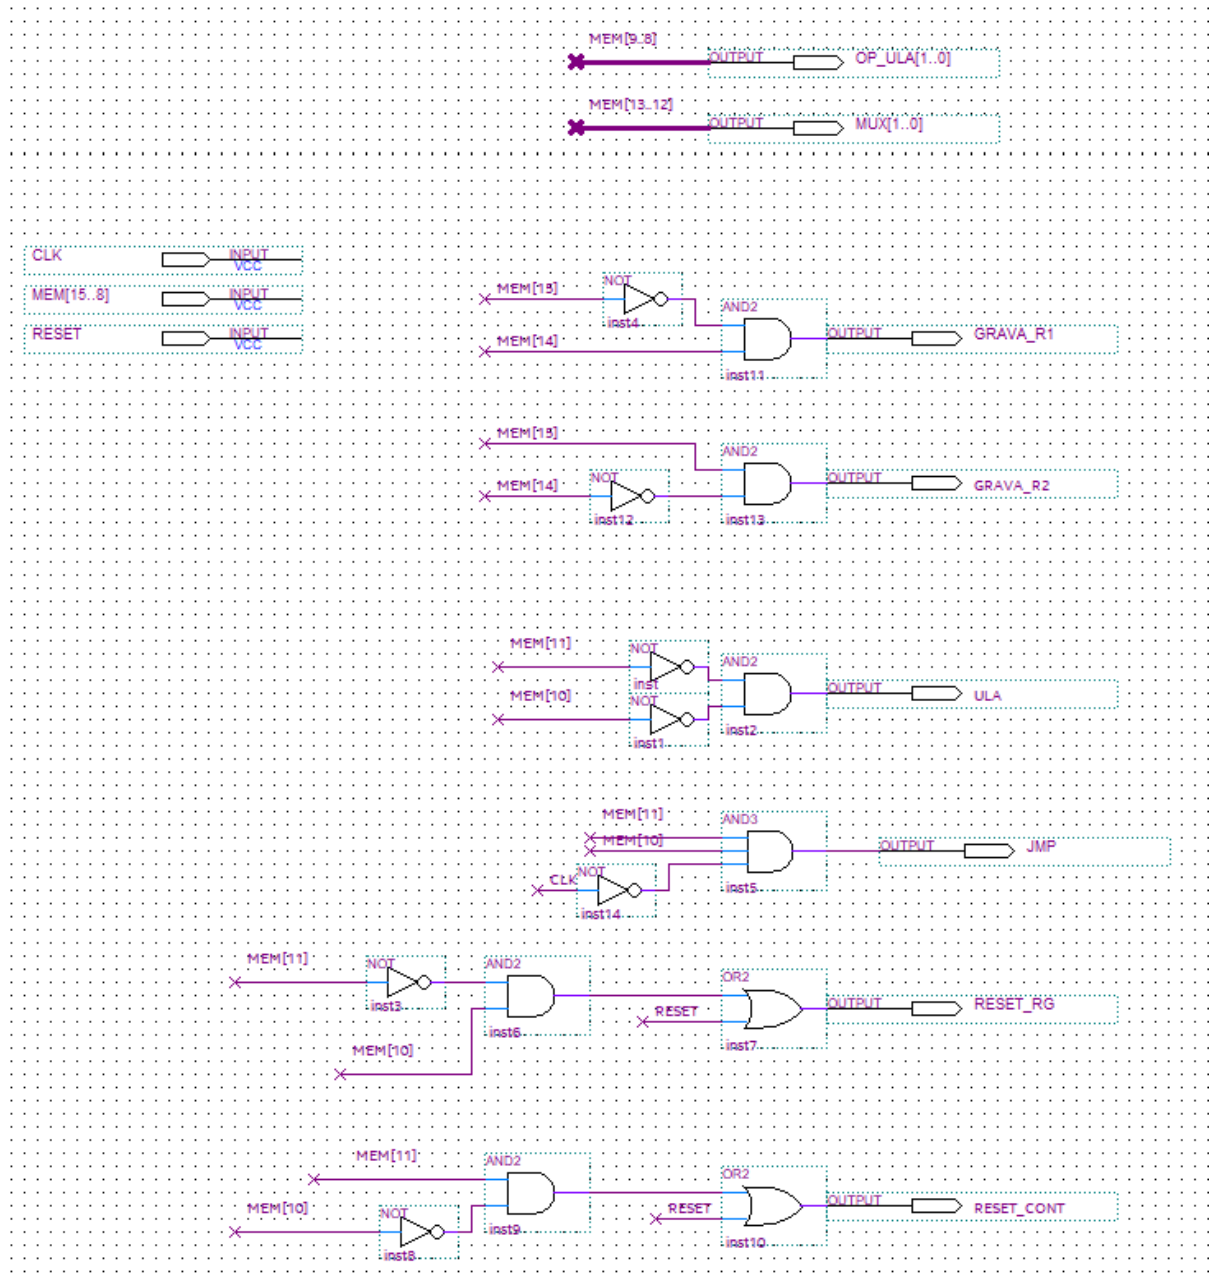 MEM[9..8]
OUTPUT OP_ULA[1..0]
MEM[13..12]
OUTPUT MUX[1..0]
CLK INPUT
VCC
MEM[15..8] INPUT
VCC
RESET INPUT
VCC
MEM[15] NOT
inst4
AND2
MEM[14]
OUTPUT GRAVA_R1
inst11
MEM[15]
AND2
MEM[14] NOT
OUTPUT GRAVA_R2
inst12
inst13
MEM[11] NOT
inst
AND2
MEM[10] NOT
OUTPUT ULA
inst1
inst2
MEM[11]
AND3
MEM[10]
OUTPUT JMP
CLK NOT
inst5
inst14
MEM[11] NOT
inst3
AND2
OR2
RESET
OUTPUT RESET_RG
inst6
inst7
MEM[10]
MEM[11]
AND2
OR2
MEM[10] NOT
RESET
OUTPUT RESET_CONT
inst9
inst8
inst10